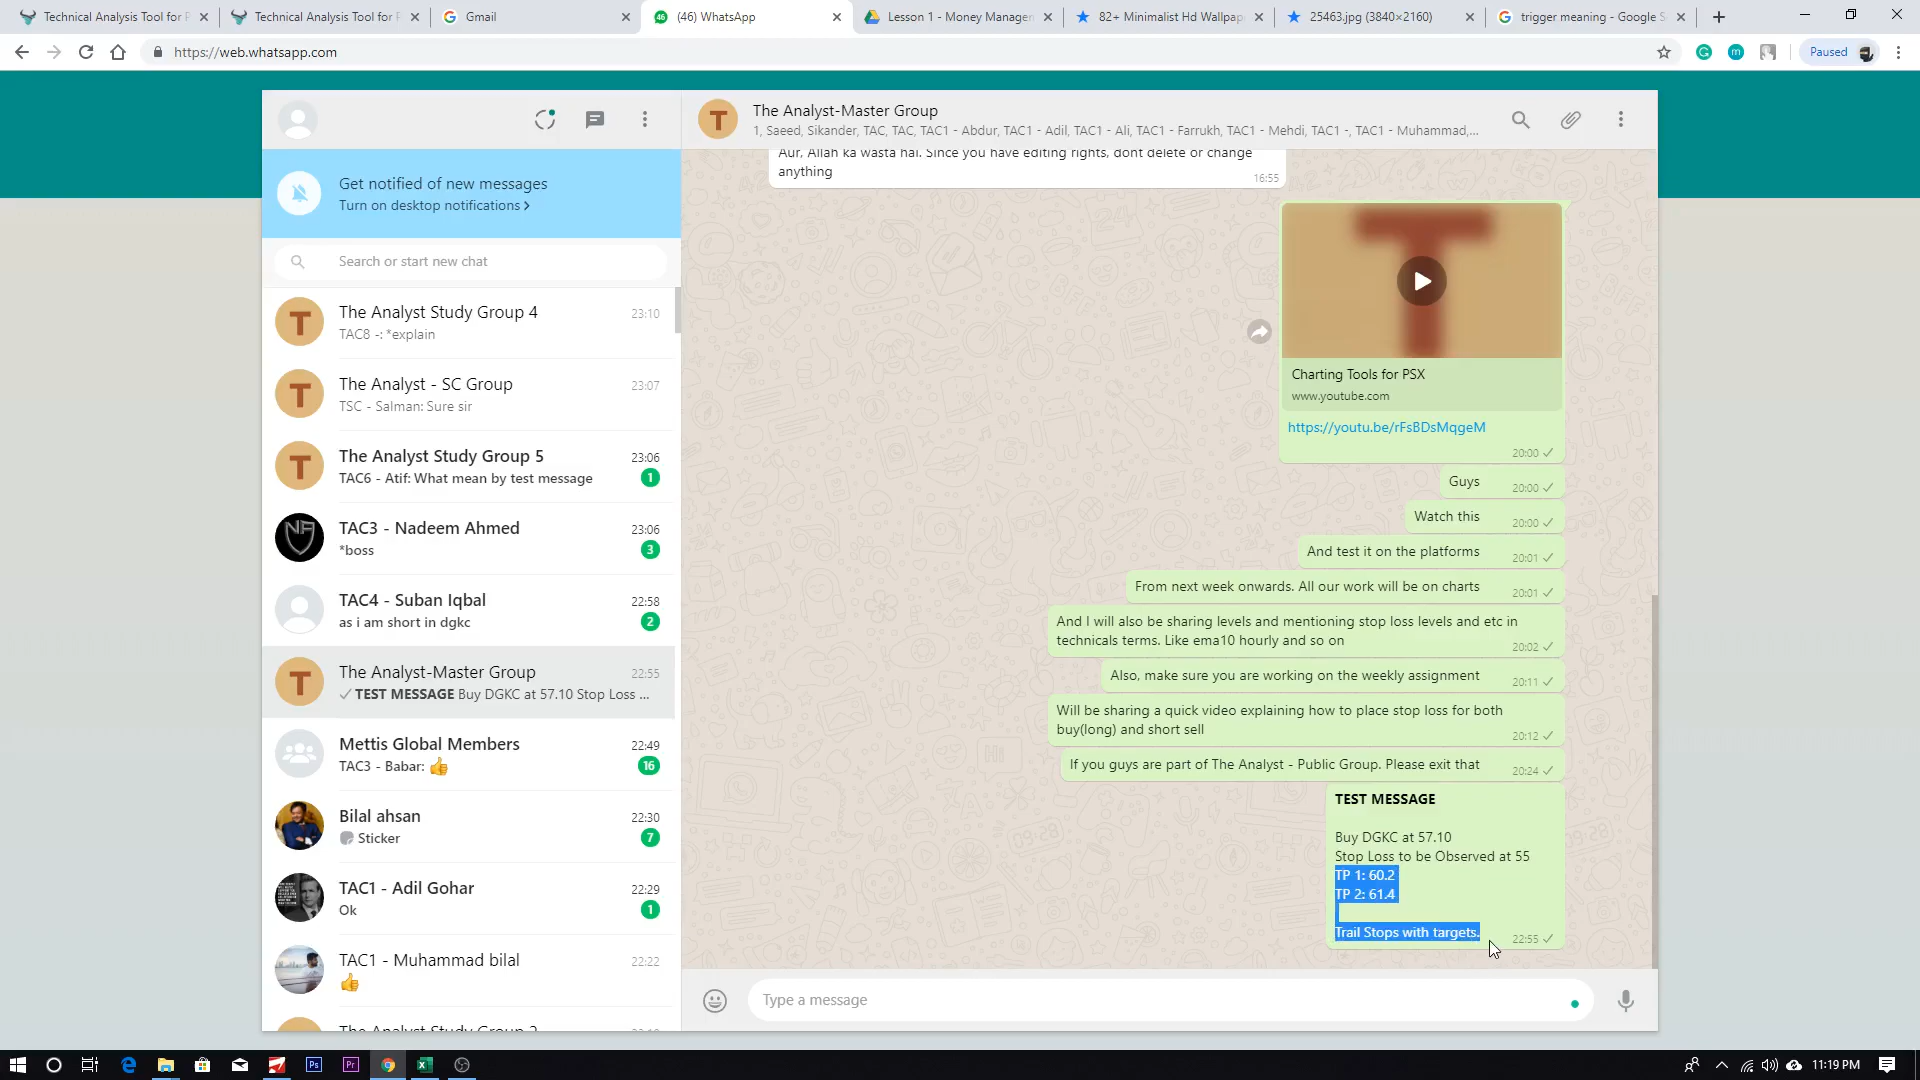 Technical Analysis Tool for P
Technical Analysis Tool for P
Gmail
(46) WhatsApp
Lesson 1 - Money Managem
82+ Minimalist Hd Wallpap
25463.jpg (3840×2160)
trigger meaning - Google S
https://web.whatsapp.com
Paused
Get notified of new messages
Turn on desktop notifications >
Search or start new chat
The Analyst Study Group 4
23:10
TAC8 -: *explain
The Analyst - SC Group
23:07
TSC - Salman: Sure sir
The Analyst Study Group 5
23:06
TAC6 - Atif: What mean by test message
1
TAC3 - Nadeem Ahmed
23:06
*boss
3
TAC4 - Suban Iqbal
22:58
as i am short in dgkc
2
The Analyst-Master Group
22:55
TEST MESSAGE Buy DGKC at 57.10 Stop Loss ...
Mettis Global Members
22:49
TAC3 - Babar: 👍
16
Bilal ahsan
22:30
Sticker
7
TAC1 - Adil Gohar
22:29
Ok
1
TAC1 - Muhammad bilal
22:22
👍
The Analyst Study Group 2
The Analyst-Master Group
1, Saeed, Sikander, TAC, TAC, TAC1 - Abdur, TAC1 - Adil, TAC1 - Ali, TAC1 - Farrukh, TAC1 - Mehdi, TAC1 -, TAC1 - Muhammad,...
Aur, Allah ka wasta hai. Since you have editing rights, dont delete or change
anything
16:55
T
Charting Tools for PSX
www.youtube.com
https://youtu.be/rFsBDsMqgeM
20:00
Guys
20:00
Watch this
20:00
And test it on the platforms
20:01
From next week onwards. All our work will be on charts
20:01
And I will also be sharing levels and mentioning stop loss levels and etc in
technicals terms. Like ema10 hourly and so on
20:02
Also, make sure you are working on the weekly assignment
20:11
Will be sharing a quick video explaining how to place stop loss for both
buy(long) and short sell
20:12
If you guys are part of The Analyst - Public Group. Please exit that
20:24
TEST MESSAGE
Buy DGKC at 57.10
Stop Loss to be Observed at 55
TP 1: 60.2
TP 2: 61.4
Trail Stops with targets.
22:55
Type a message
11:19 PM